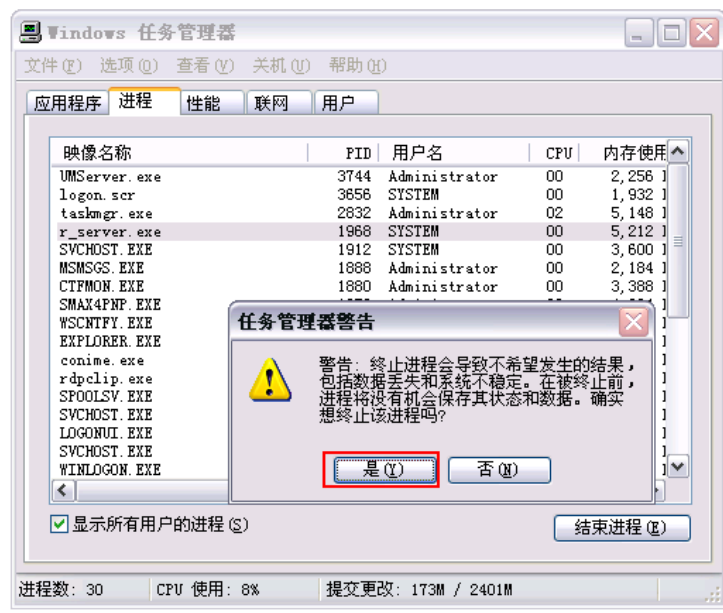 Windows 任务管理器
文件(F) 选项(O) 查看(V) 关机(U) 帮助(H)
应用程序 进程 性能 联网 用户
映像名称 PID 用户名 CPU 内存使用
UMServer.exe 3744 Administrator 00 2,256
logon.scr 3656 SYSTEM 00 1,932
taskmgr.exe 2832 Administrator 02 5,148
r_server.exe 1968 SYSTEM 00 5,212
SVCHOST.EXE 1912 SYSTEM 00 3,600
MSMSGS.EXE 1888 Administrator 00 2,184
CTFMON.EXE 1880 Administrator 00 3,388
SMAX4PNP.EXE
WSCNTFY.EXE
EXPLORER.EXE
conime.exe
rdpclip.exe
SPOOLSV.EXE
SVCHOST.EXE
LOGONUI.EXE
SVCHOST.EXE
WINLOGON.EXE
任务管理器警告
警告: 终止进程会导致不希望发生的结果,
包括数据丢失和系统不稳定。在被终止前,
进程将没有机会保存其状态和数据。确实
想终止该进程吗?
是(Y) 否(N)
显示所有用户的进程(S) 结束进程(E)
进程数: 30 CPU 使用: 8% 提交更改: 173M / 2401M